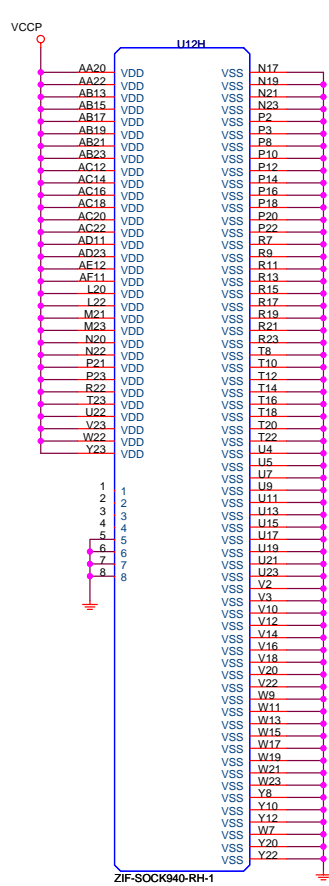 VCCP
U12H
AA20 VDD
AA22 VDD
AB13 VDD
AB15 VDD
AB17 VDD
AB19 VDD
AB21 VDD
AB23 VDD
AC12 VDD
AC14 VDD
AC16 VDD
AC18 VDD
AC20 VDD
AC22 VDD
AD11 VDD
AD23 VDD
AE12 VDD
AF11 VDD
L20 VDD
L22 VDD
M21 VDD
M23 VDD
N20 VDD
N22 VDD
P21 VDD
P23 VDD
R22 VDD
T23 VDD
U22 VDD
V23 VDD
W22 VDD
Y23 VDD
1 1
2 2
3 3
4 4
5 5
6 6
7 7
8 8
VSS N17
VSS N19
VSS N21
VSS N23
VSS P2
VSS P3
VSS P8
VSS P10
VSS P12
VSS P14
VSS P16
VSS P18
VSS P20
VSS P22
VSS R7
VSS R9
VSS R11
VSS R13
VSS R15
VSS R17
VSS R19
VSS R21
VSS R23
VSS T8
VSS T10
VSS T12
VSS T14
VSS T16
VSS T18
VSS T20
VSS T22
VSS U4
VSS U5
VSS U7
VSS U9
VSS U11
VSS U13
VSS U15
VSS U17
VSS U19
VSS U21
VSS U23
VSS V2
VSS V3
VSS V10
VSS V12
VSS V14
VSS V16
VSS V18
VSS V20
VSS V22
VSS W9
VSS W11
VSS W13
VSS W15
VSS W17
VSS W19
VSS W21
VSS W23
VSS Y8
VSS Y10
VSS Y12
VSS W7
VSS Y20
VSS Y22
ZIF-SOCK940-RH-1